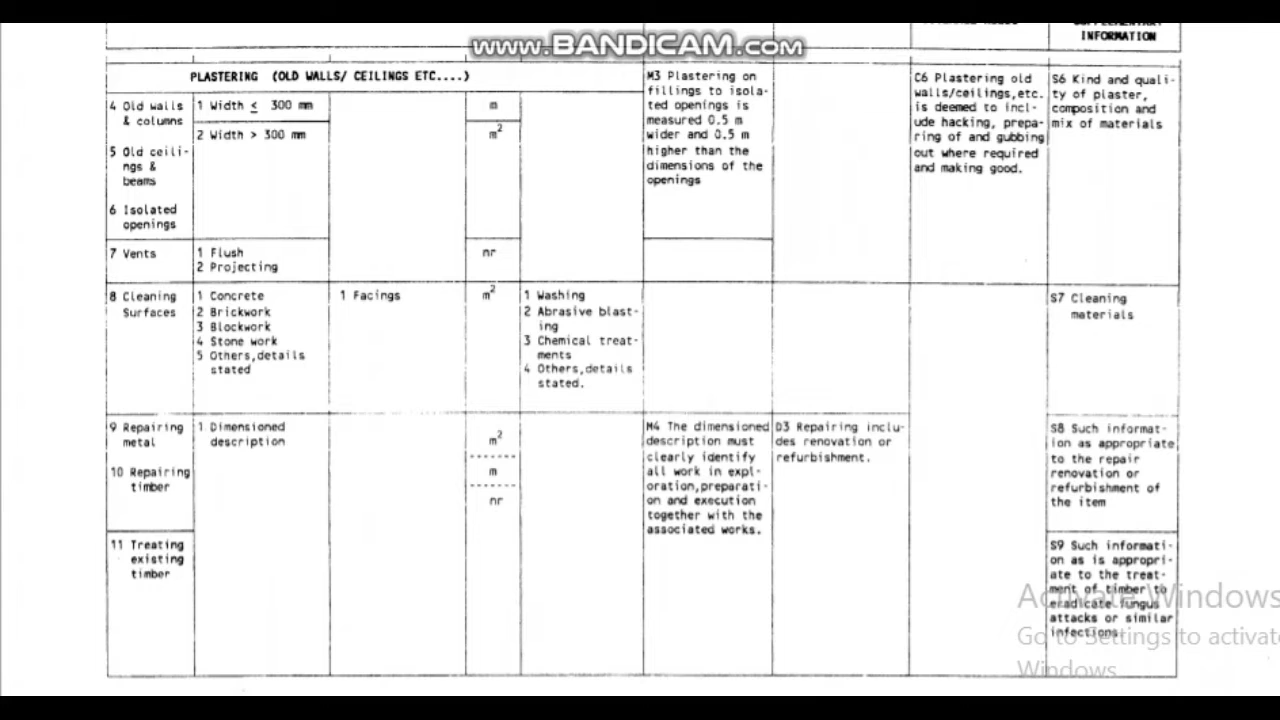 www.BANDICAM.com
SUPPLEMENTARY
INFORMATION
PLASTERING (OLD WALLS/ CEILINGS ETC....)
4 Old walls
& columns
5 Old ceili-
ngs &
beams
6 Isolated
openings
1 Width ≤ 300 mm
2 Width > 300 mm
m
m²
M3 Plastering on
fillings to isola-
ted openings is
measured 0.5 m
wider and 0.5 m
higher than the
dimensions of the
openings
C6 Plastering old
walls/ceilings,etc.
is deemed to incl-
ude hacking, prepa-
ring of and gubbing
out where required
and making good.
S6 Kind and quali-
ty of plaster,
composition and
mix of materials
7 Vents
1 Flush
2 Projecting
nr
8 Cleaning
Surfaces
1 Concrete
2 Brickwork
3 Blockwork
4 Stone work
5 Others,details
stated
1 Facings
m²
1 Washing
2 Abrasive blast-
ing
3 Chemical treat-
ments
4 Others,details
stated.
S7 Cleaning
materials
9 Repairing
metal
10 Repairing
timber
1 Dimensioned
description
m²
m
nr
M4 The dimensioned
description must
clearly identify
all work in expl-
oration,preparati-
on and execution
together with the
associated works.
D3 Repairing inclu-
des renovation or
refurbishment.
S8 Such informat-
ion as appropriate
to the repair
renovation or
refurbishment of
the item
11 Treating
existing
timber
S9 Such informati-
on as is appropri-
ate to the treat-
ment of timber to
eradicate fungus
attacks or similar
infections
Activate Windows
Go to Settings to activate
Windows.